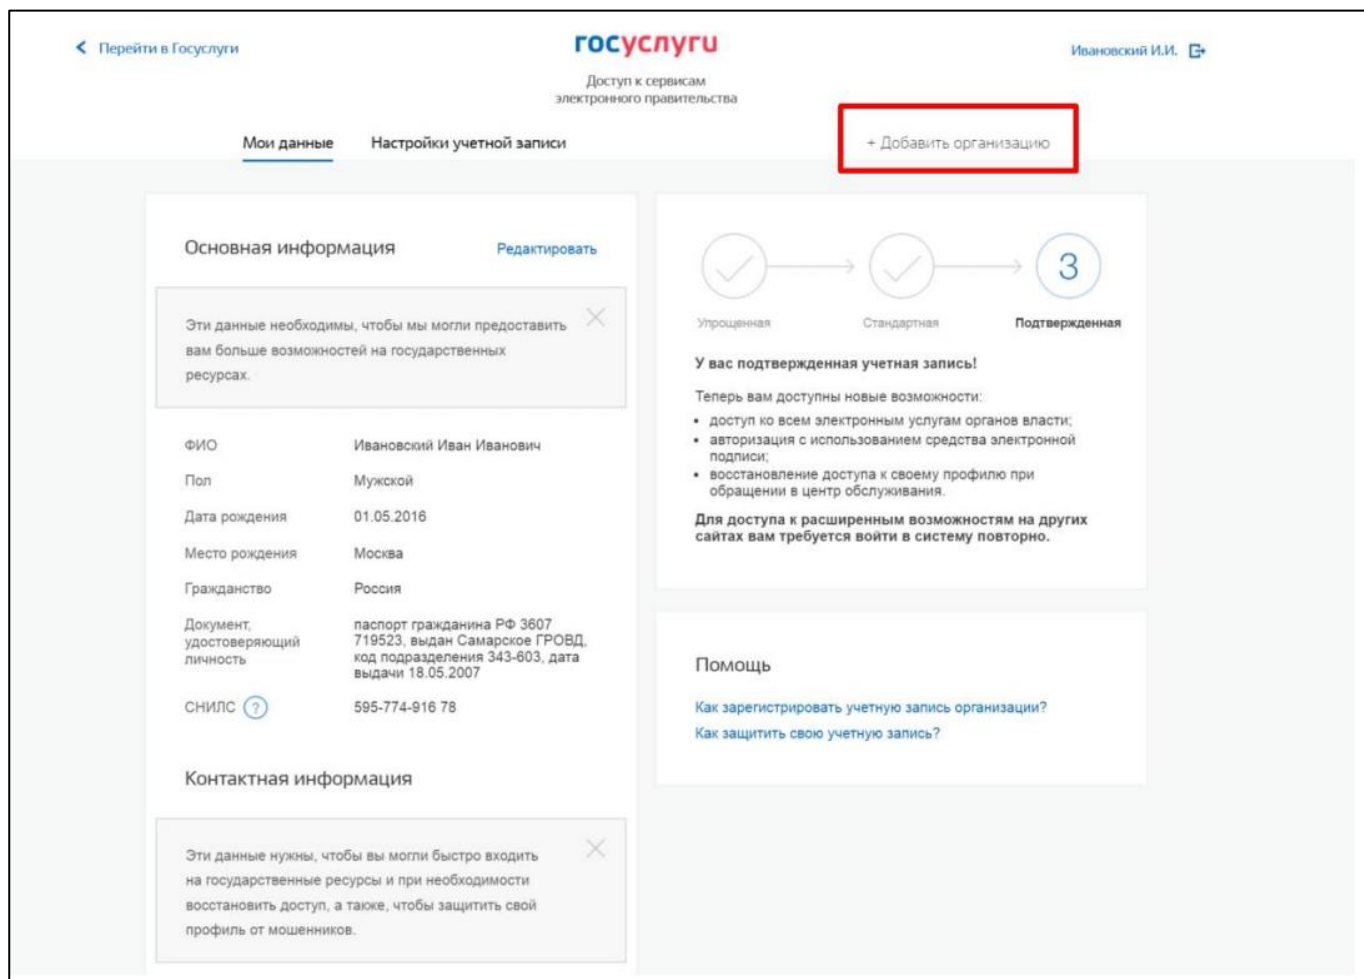 Перейти в Госуслуги
госуслуги
Ивановский И.И.
Доступ к сервисам
электронного правительства
Мои данные
Настройки учетной записи
+ Добавить организацию
Основная информация
Редактировать
Эти данные необходимы, чтобы мы могли предоставить
вам больше возможностей на государственных
ресурсах.
ФИО
Ивановский Иван Иванович
Пол
Мужской
Дата рождения
01.05.2016
Место рождения
Москва
Гражданство
Россия
Документ,
удостоверяющий
личность
паспорт гражданина РФ 3607
719523, выдан Самарское ГРОВД,
код подразделения 343-603, дата
выдачи 18.05.2007
СНИЛС ?
595-774-916 78
Контактная информация
Эти данные нужны, чтобы вы могли быстро входить
на государственные ресурсы и при необходимости
восстановить доступ, а также, чтобы защитить свой
профиль от мошенников.
3
Упрощенная
Стандартная
Подтвержденная
У вас подтвержденная учетная запись!
Теперь вам доступны новые возможности:
• доступ ко всем электронным услугам органов власти;
• авторизация с использованием средства электронной
подписи;
• восстановление доступа к своему профилю при
обращении в центр обслуживания.
Для доступа к расширенным возможностям на других
сайтах вам требуется войти в систему повторно.
Помощь
Как зарегистрировать учетную запись организации?
Как защитить свою учетную запись?